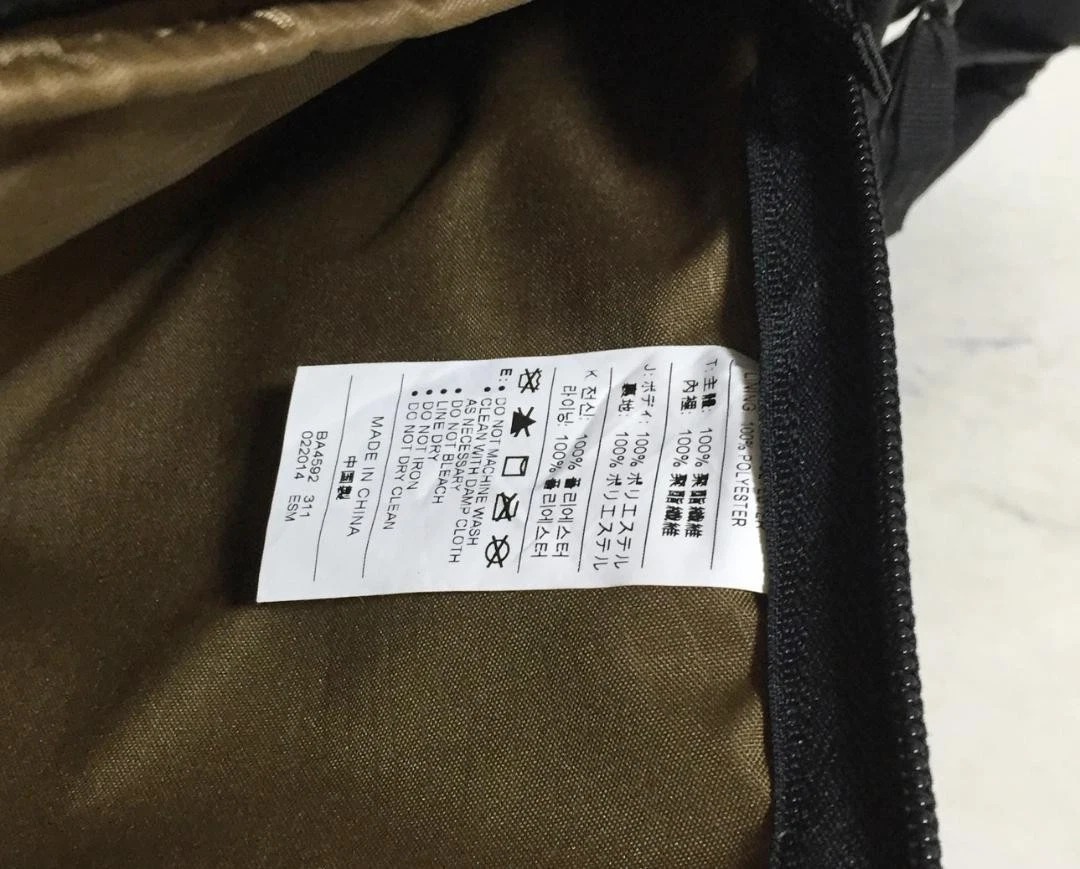 LINING 100% POLYESTER
T: 主體: 100% 聚酯纖維
內裡: 100% 聚酯纖維
J: ボディ: 100% ポリエステル
裏地: 100% ポリエステル
K 전신: 100% 폴리에스터
라이닝: 100% 폴리에스터
E: • DO NOT MACHINE WASH
• CLEAN WITH DAMP CLOTH
AS NECESSARY
• DO NOT BLEACH
• LINE DRY
• DO NOT IRON
• DO NOT DRY CLEAN
MADE IN CHINA
中国製
BA4592 311
022014 ESM